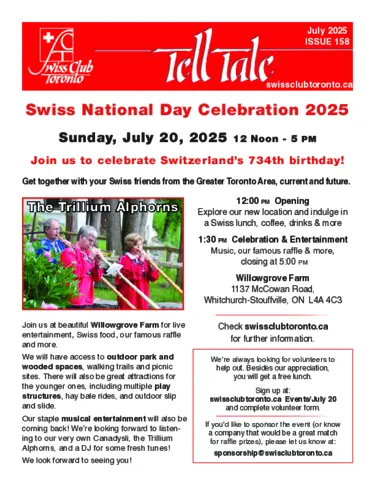 July 2025
ISSUE 158
Swiss Club
Toronto
Tell Tale
swissclubtoronto.ca
Swiss National Day Celebration 2025
Sunday, July 20, 2025 12 Noon - 5 PM
Join us to celebrate Switzerland's 734th birthday!
Get together with your Swiss friends from the Greater Toronto Area, current and future.
The Trillium Alphorns
12:00 PM Opening
Explore our new location and indulge in
a Swiss lunch, coffee, drinks & more
1:30 PM Celebration & Entertainment
Music, our famous raffle & more,
closing at 5:00 PM
Willowgrove Farm
1137 McCowan Road,
Whitchurch-Stouffville, ON L4A 4C3
Join us at beautiful Willowgrove Farm for live
entertainment, Swiss food, our famous raffle
and more.
We will have access to outdoor park and
wooded spaces, walking trails and picnic
sites. There will also be great attractions for
the younger ones, including multiple play
structures, hay bale rides, and outdoor slip
and slide.
Our staple musical entertainment will also be
coming back! We're looking forward to listen-
ing to our very own Canadysli, the Trillium
Alphorns, and a DJ for some fresh tunes!
We look forward to seeing you!
Check swissclubtoronto.ca
for further information.
We're always looking for volunteers to
help out. Besides our appreciation,
you will get a free lunch.
Sign up at:
swissclubtoronto.ca Events/July 20
and complete volunteer form.
If you'd like to sponsor the event (or know
a company that would be a great match
for raffle prizes), please let us know at:
sponsorship@swissclubtoronto.ca